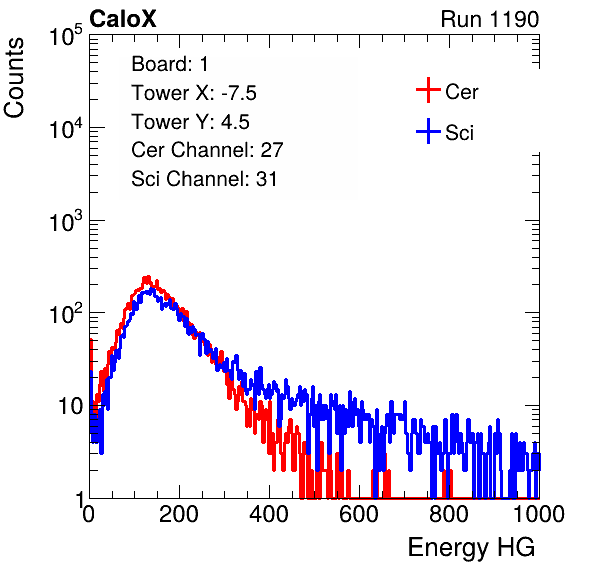 CaloX Run 1190
Counts
Board: 1
Tower X: -7.5
Tower Y: 4.5
Cer Channel: 27
Sci Channel: 31
Cer
Sci
10^5
10^4
10^3
10^2
10
1
0 200 400 600 800 1000
Energy HG